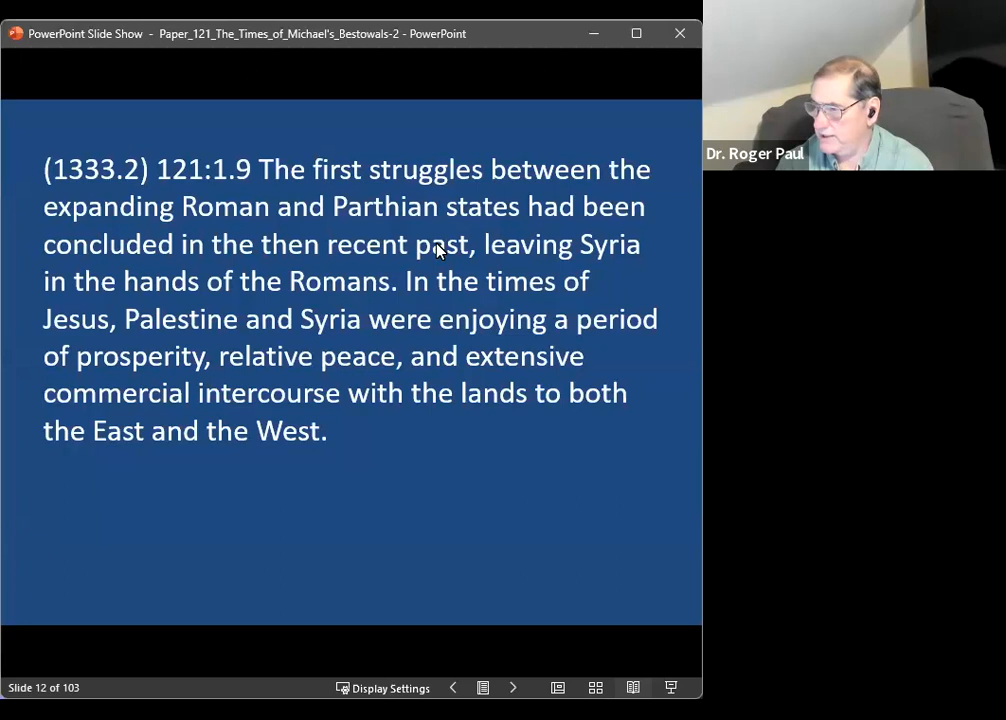 PowerPoint Slide Show - Paper_121_The_Times_of_Michael's_Bestowals-2 - PowerPoint
Dr. Roger Paul
(1333.2) 121:1.9 The first struggles between the
expanding Roman and Parthian states had been
concluded in the then recent past, leaving Syria
in the hands of the Romans. In the times of
Jesus, Palestine and Syria were enjoying a period
of prosperity, relative peace, and extensive
commercial intercourse with the lands to both
the East and the West.
Slide 12 of 103
Display Settings